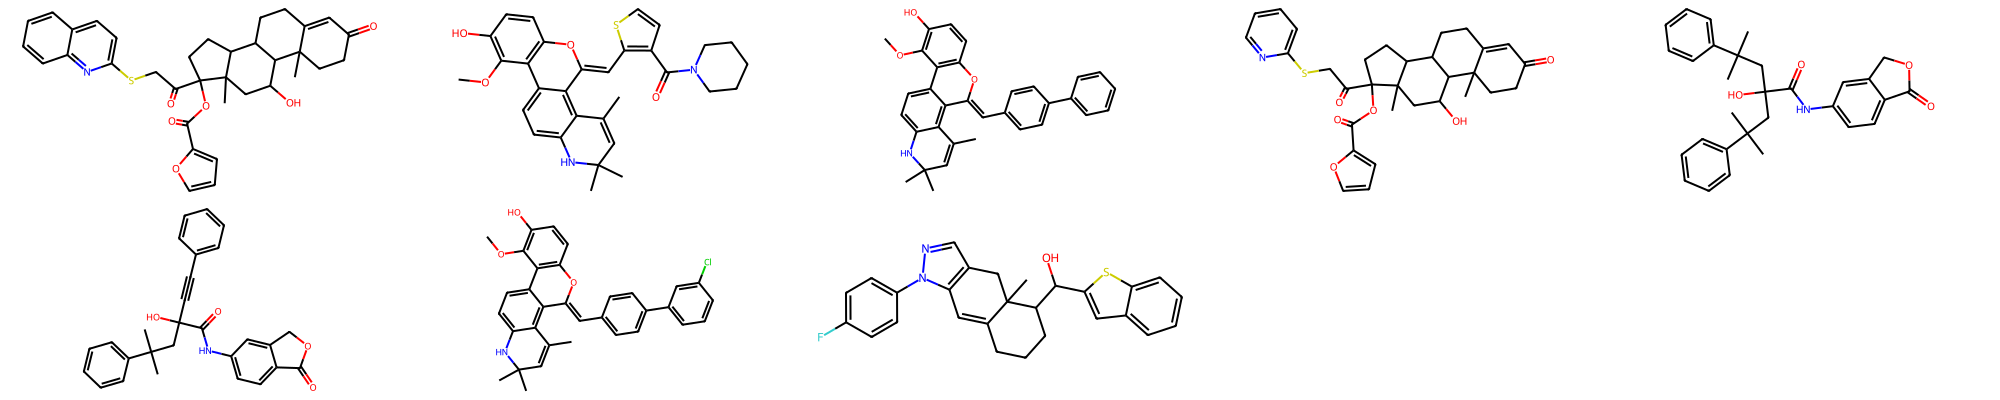 N S O O O OH O
HO O O S O N HN
HO O O HN
N S O O O OH O
HO O HN O O
HO O HN O O
HO O O HN Cl
F N N OH S